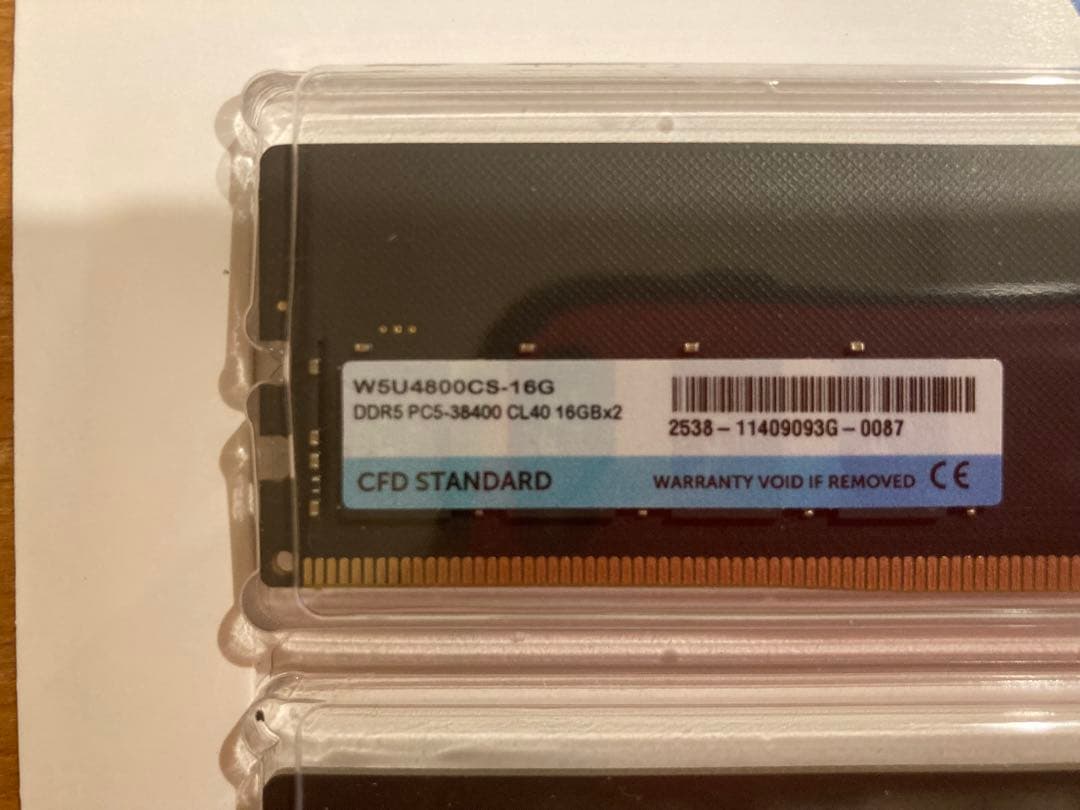 W5U4800CS-16G
DDR5 PC5-38400 CL40 16GBx2
2538-11409093G-0087
CFD STANDARD
WARRANTY VOID IF REMOVED CE